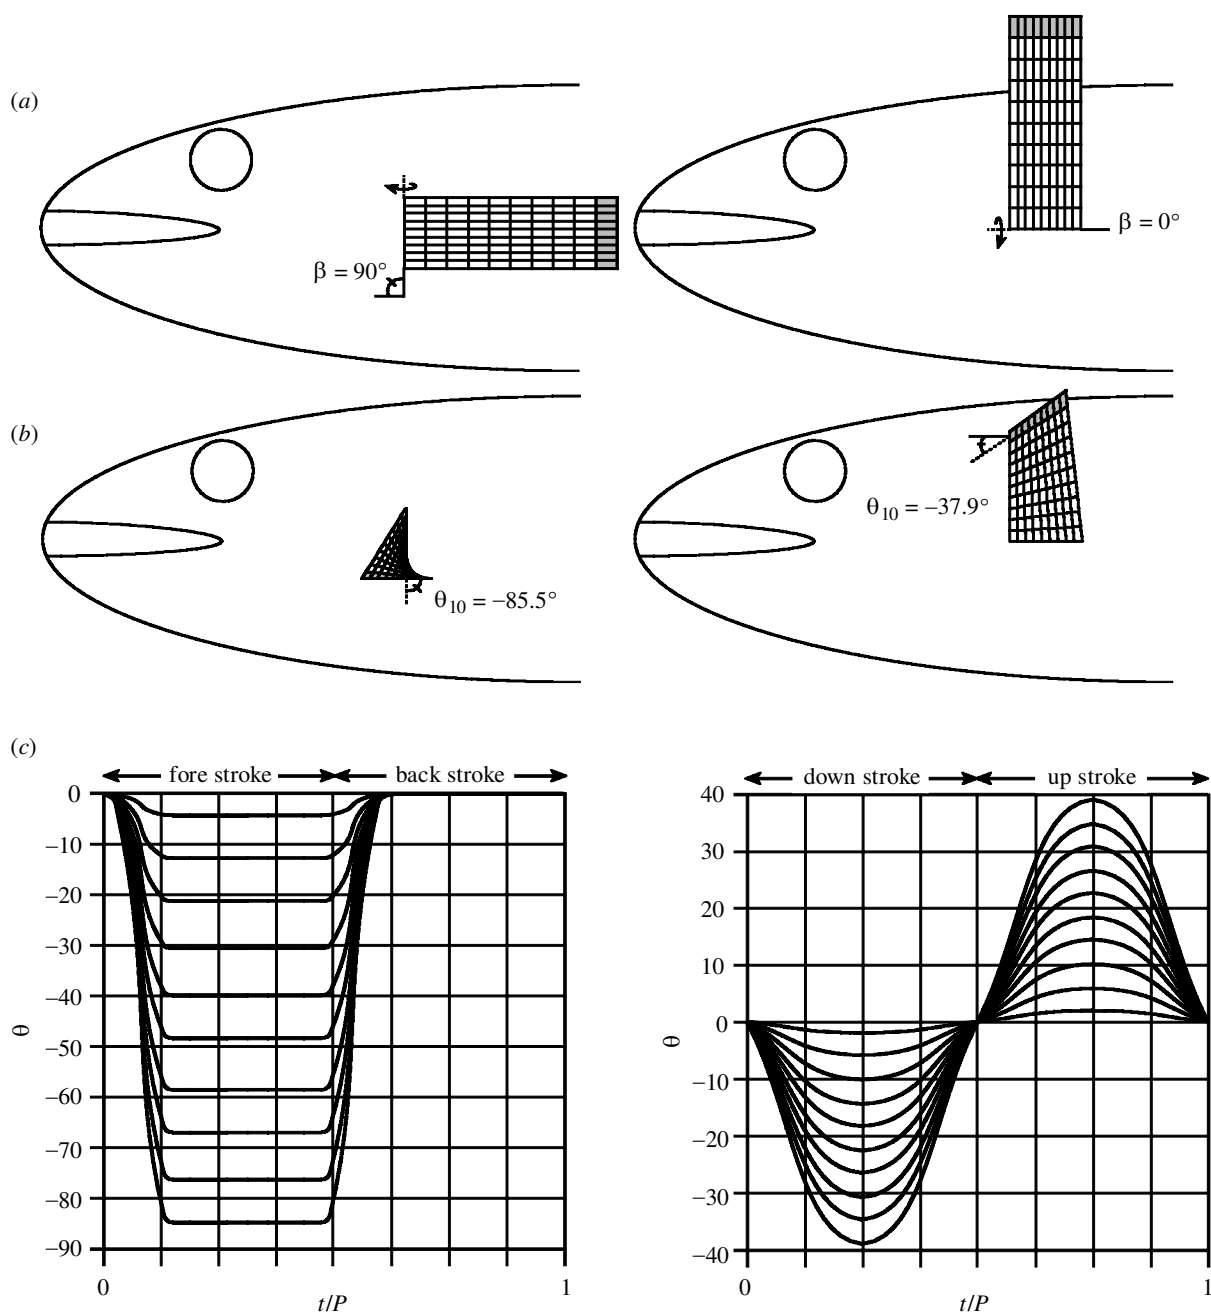 (a)
β = 90°
β = 0°
(b)
θ10 = –85.5°
θ10 = –37.9°
(c)
fore stroke
back stroke
0
–10
–20
–30
–40
–50
–60
–70
–80
–90
θ
0
1
t/P
down stroke
up stroke
40
30
20
10
0
–10
–20
–30
–40
θ
0
1
t/P